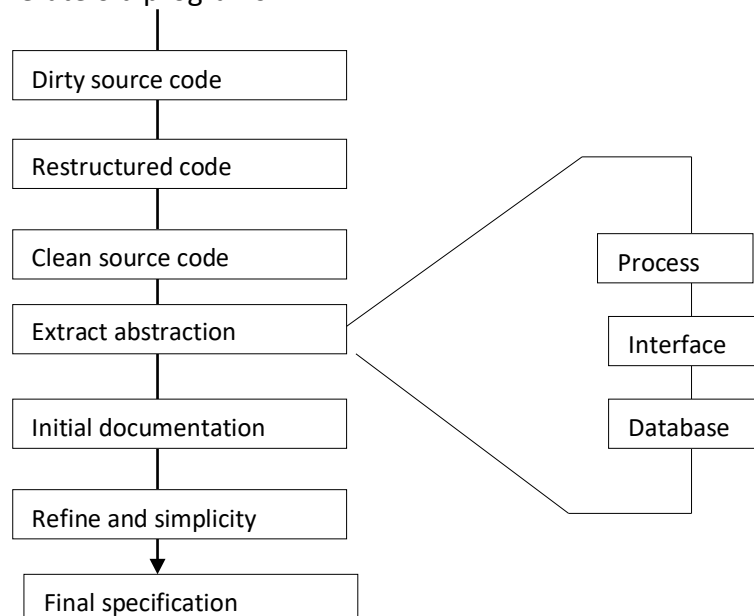 Dirty source code
Restructured code
Clean source code
Extract abstraction
Initial documentation
Refine and simplicity
Final specification
Process
Interface
Database